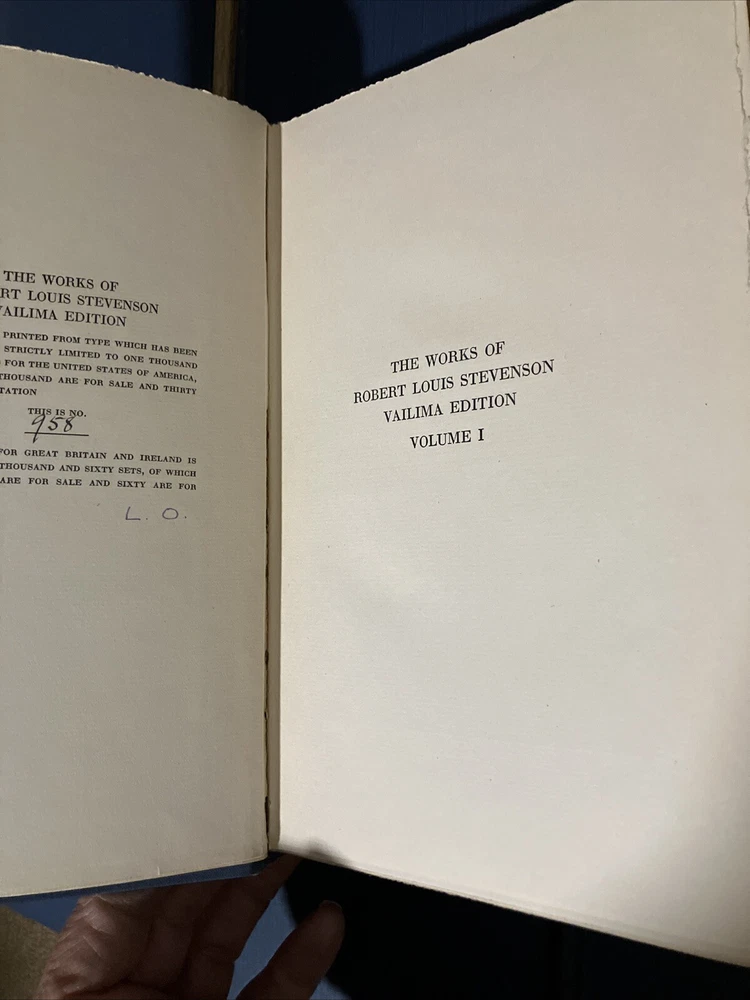 THE WORKS OF
RT LOUIS STEVENSON
VAILIMA EDITION
PRINTED FROM TYPE WHICH HAS BEEN
STRICTLY LIMITED TO ONE THOUSAND
FOR THE UNITED STATES OF AMERICA,
THOUSAND ARE FOR SALE AND THIRTY
TATION
THIS IS NO.
958
FOR GREAT BRITAIN AND IRELAND IS
THOUSAND AND SIXTY SETS, OF WHICH
ARE FOR SALE AND SIXTY ARE FOR
L. O.
THE WORKS OF
ROBERT LOUIS STEVENSON
VAILIMA EDITION
VOLUME I